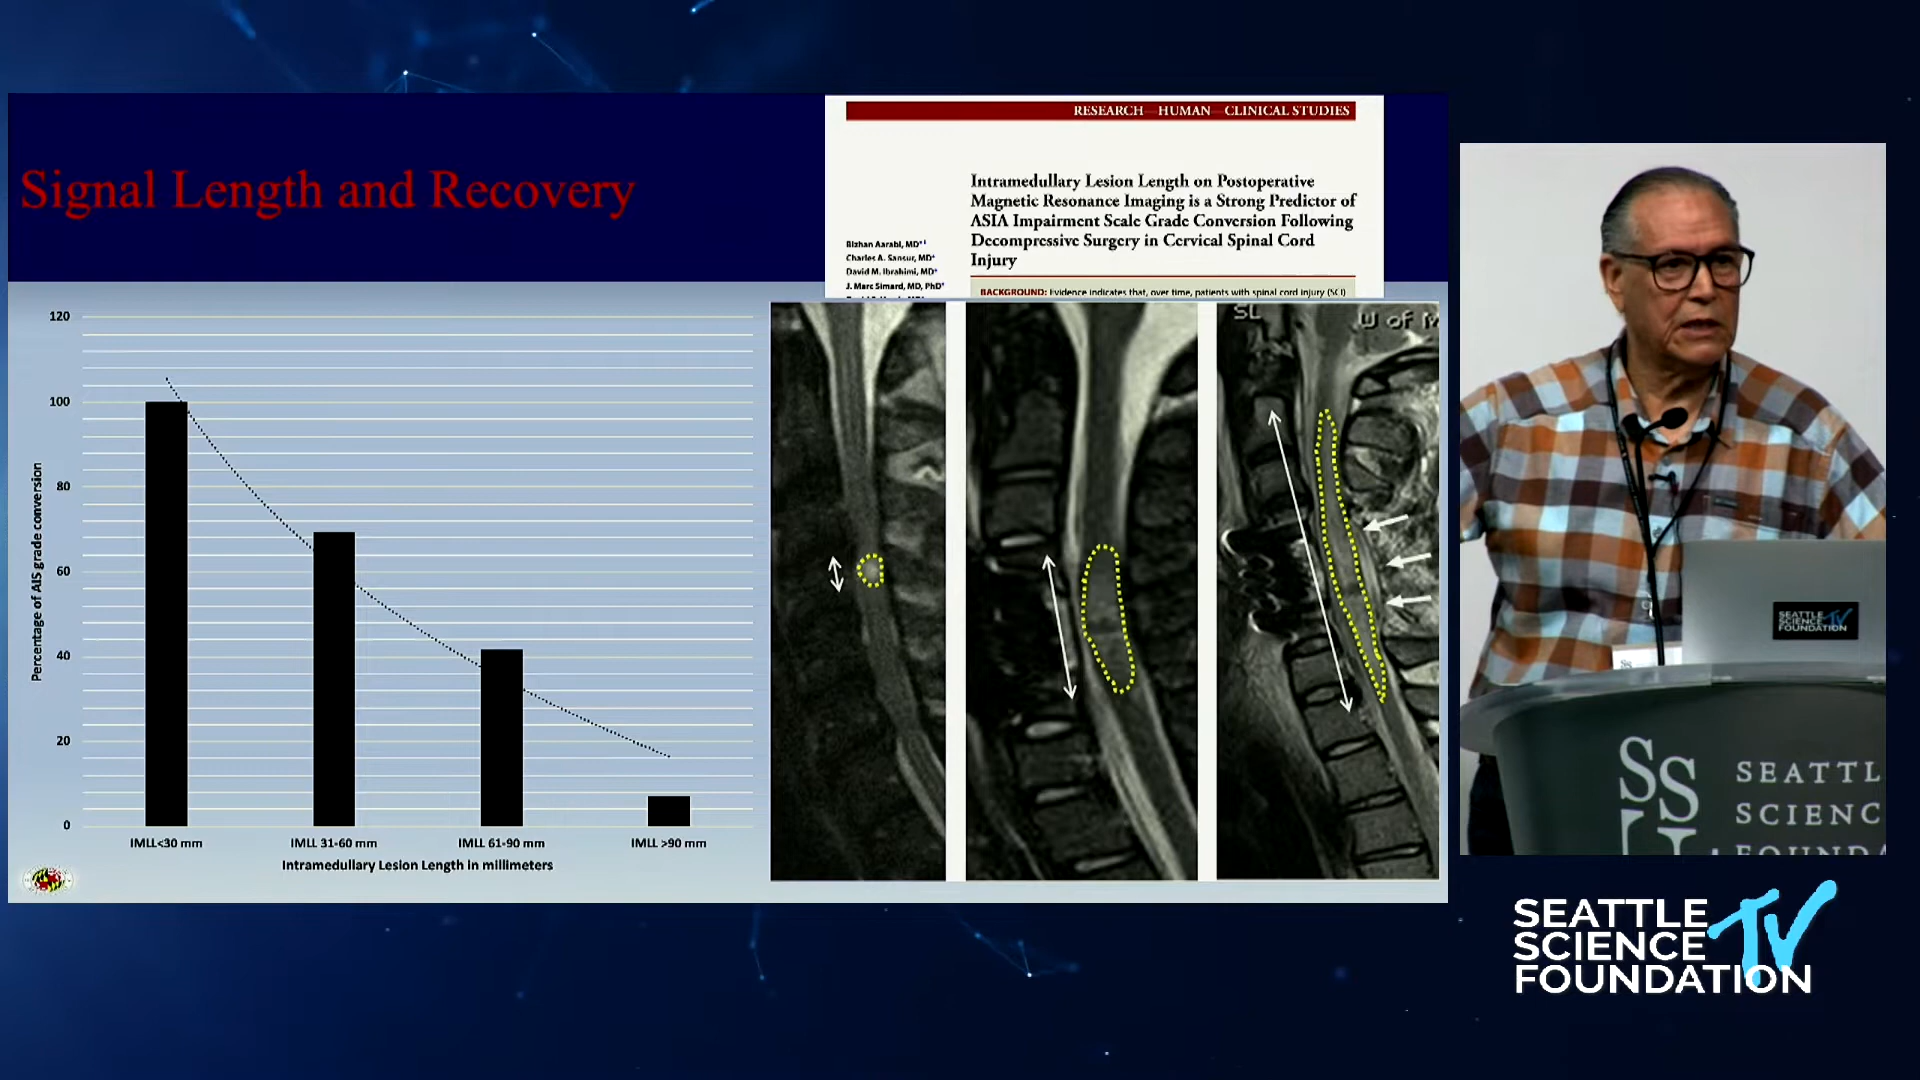 Signal Length and Recovery
RESEARCH—HUMAN—CLINICAL STUDIES
Intramedullary Lesion Length on Postoperative
Magnetic Resonance Imaging is a Strong Predictor of
ASIA Impairment Scale Grade Conversion Following
Decompressive Surgery in Cervical Spinal Cord
Injury
Bizhan Aarabi, MD*‡
Charles A. Sansur, MD*
David M. Ibrahimi, MD*
J. Marc Simard, MD, PhD*
BACKGROUND: Evidence indicates that, over time, patients with spinal cord injury (SCI)
Percentage of AIS grade conversion
120
100
80
60
40
20
0
IMLL<30 mm
IMLL 31-60 mm
IMLL 61-90 mm
IMLL >90 mm
Intramedullary Lesion Length in millimeters
SL
U of M
SEATTLE
SCIENCE
FOUNDATION
TV
SS
SEATTL
SCIENC
FOUNDA
SEATTLE
SCIENCE
FOUNDATION
TV